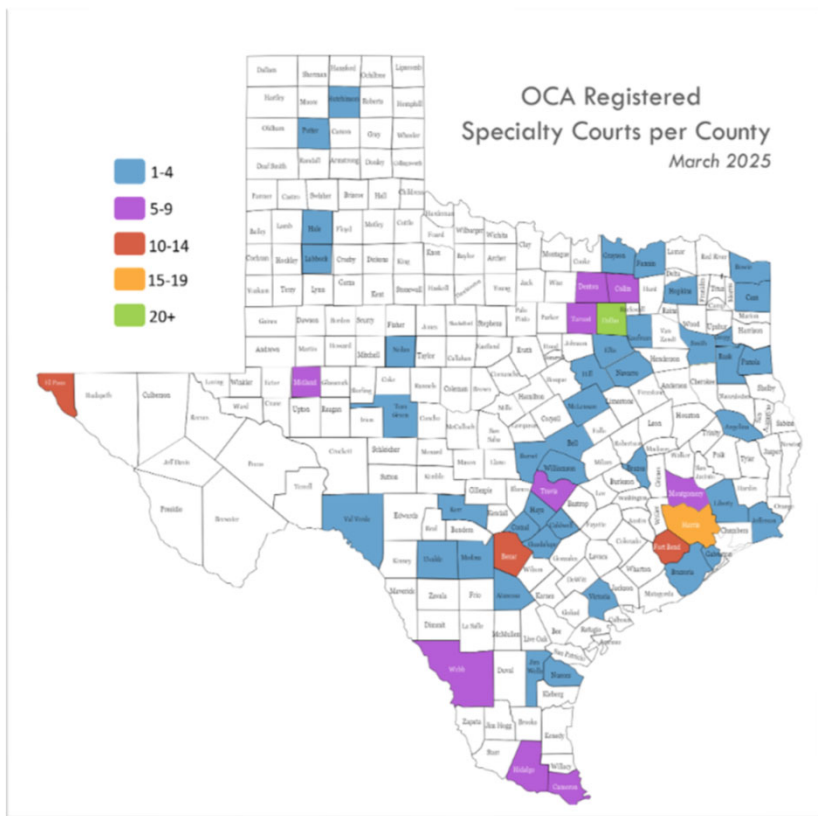 OCA Registered
Specialty Courts per County
March 2025
1-4
5-9
10-14
15-19
20+
Dallam
Sherman
Hansford
Ochiltree
Lipscomb
Hartley
Moore
Hutchinson
Roberts
Hemphill
Oldham
Potter
Carson
Gray
Wheeler
Deaf Smith
Randall
Armstrong
Donley
Parmer
Castro
Swisher
Briscoe
Hall
Childress
Bailey
Lamb
Hale
Floyd
Motley
Cottle
Hardeman
Foard
Wilbarger
Wichita
Clay
Montague
Cooke
Grayson
Fannin
Lamar
Red River
Bowie
Cochran
Hockley
Lubbock
Crosby
Dickens
King
Knox
Baylor
Archer
Jack
Wise
Denton
Collin
Hunt
Delta
Hopkins
Cass
Yoakum
Terry
Lynn
Garza
Kent
Stonewall
Haskell
Young
Parker
Tarrant
Dallas
Rains
Wood
Upshur
Marion
Harrison
Gaines
Dawson
Borden
Scurry
Fisher
Jones
Stephens
Palo
Pinto
Johnson
Ellis
Kaufman
Van
Zandt
Smith
Rusk
Panola
Andrews
Martin
Howard
Mitchell
Nolan
Taylor
Callahan
Eastland
Erath
Hill
Navarro
Henderson
Anderson
Cherokee
Shelby
El Paso
Hudspeth
Culberson
Loving
Winkler
Ector
Midland
Glasscock
Sterling
Coke
Runnels
Coleman
Brown
Comanche
Hamilton
Bosque
McLennan
Limestone
Freestone
Leon
Houston
Angelina
Sabine
Reeves
Ward
Crane
Upton
Reagan
Irion
Tom
Green
Concho
McCulloch
San
Saba
Mills
Coryell
Bell
Falls
Robertson
Trinity
Polk
Tyler
Jasper
Newton
Jeff Davis
Pecos
Crockett
Schleicher
Menard
Mason
Llano
Burnet
Williamson
Milam
Brazos
Walker
Presidio
Brewster
Terrell
Sutton
Kimble
Gillespie
Blanco
Travis
Lee
Burleson
Washington
Montgomery
Liberty
Hardin
Orange
Val Verde
Edwards
Kerr
Kendall
Hays
Bastrop
Fayette
Austin
Harris
Chambers
Jefferson
Real
Bandera
Comal
Caldwell
Guadalupe
Colorado
Fort Bend
Galveston
Kinney
Uvalde
Medina
Bexar
Wilson
Gonzales
Lavaca
Wharton
Brazoria
Maverick
Zavala
Frio
Atascosa
Karnes
DeWitt
Victoria
Jackson
Matagorda
Dimmit
La Salle
McMullen
Live Oak
Bee
Goliad
Refugio
Calhoun
Webb
Duval
Jim
Wells
Nueces
San Patricio
Kleberg
Zapata
Jim Hogg
Brooks
Kenedy
Starr
Hidalgo
Willacy
Cameron